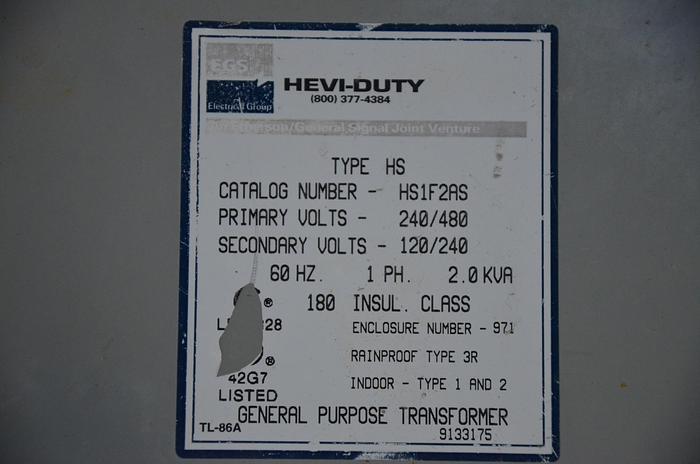 EGS
Electrical Group
HEVI-DUTY
(800) 377-4384
Emerson/General Signal Joint Venture
TYPE HS
CATALOG NUMBER - HS1F2AS
PRIMARY VOLTS - 240/480
SECONDARY VOLTS - 120/240
60 HZ. 1 PH. 2.0 KVA
® 180 INSUL. CLASS
28 ENCLOSURE NUMBER - 971
® RAINPROOF TYPE 3R
42G7 INDOOR - TYPE 1 AND 2
LISTED
GENERAL PURPOSE TRANSFORMER
TL-86A 9133175